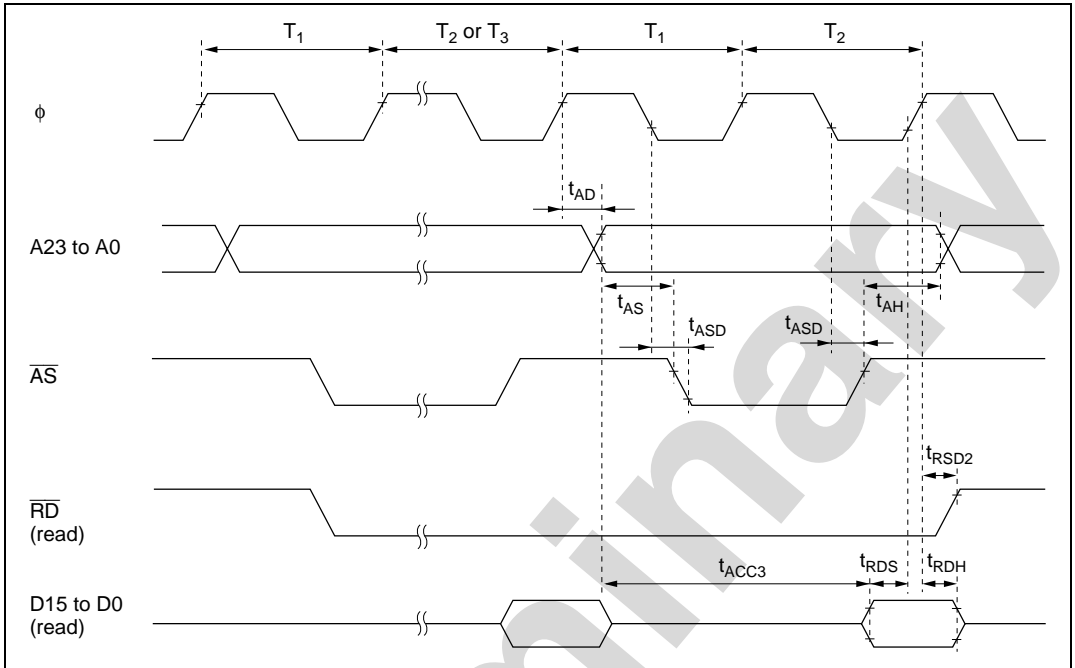 T1
T2 or T3
T1
T2
φ
tAD
A23 to A0
tAS
tAH
tASD
tASD
AS
tRSD2
RD
(read)
tACC3
tRDS
tRDH
D15 to D0
(read)